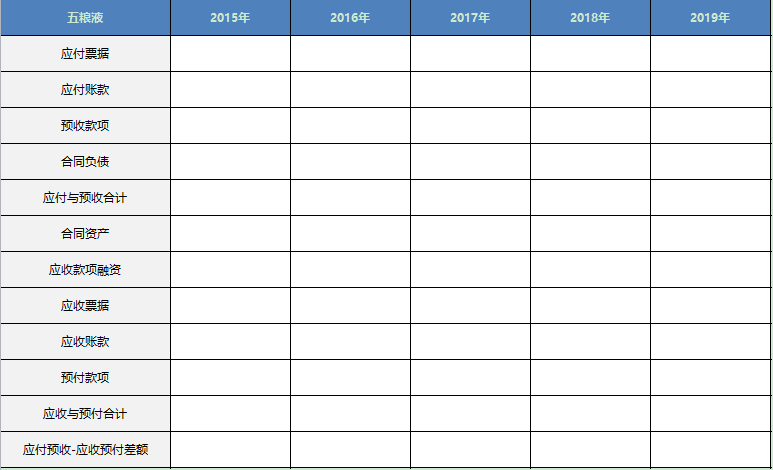 五粮液 2015年 2016年 2017年 2018年 2019年
应付票据
应付账款
预收款项
合同负债
应付与预收合计
合同资产
应收款项融资
应收票据
应收账款
预付款项
应收与预付合计
应付预收-应收预付差额